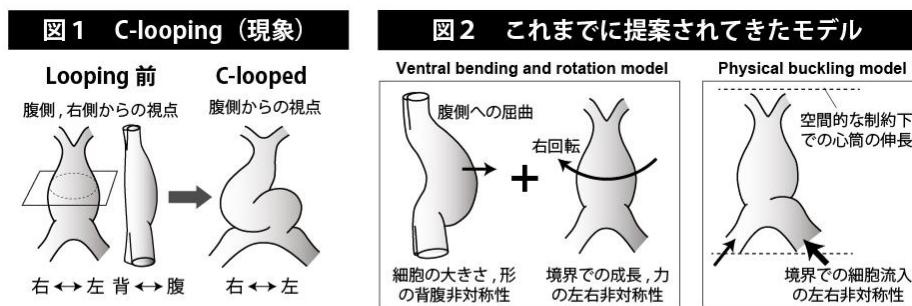 図1 C-looping（現象）
Looping 前
腹側 , 右側からの視点
右 ↔ 左 背 ↔ 腹
C-looped
腹側からの視点
右 ↔ 左
図2 これまでに提案されてきたモデル
Ventral bending and rotation model
腹側への屈曲
+
右回転
細胞の大きさ , 形
の背腹非対称性
境界での成長 , 力
の左右非対称性
Physical buckling model
空間的な制約下
での心筋の伸長
境界での細胞流入
の左右非対称性